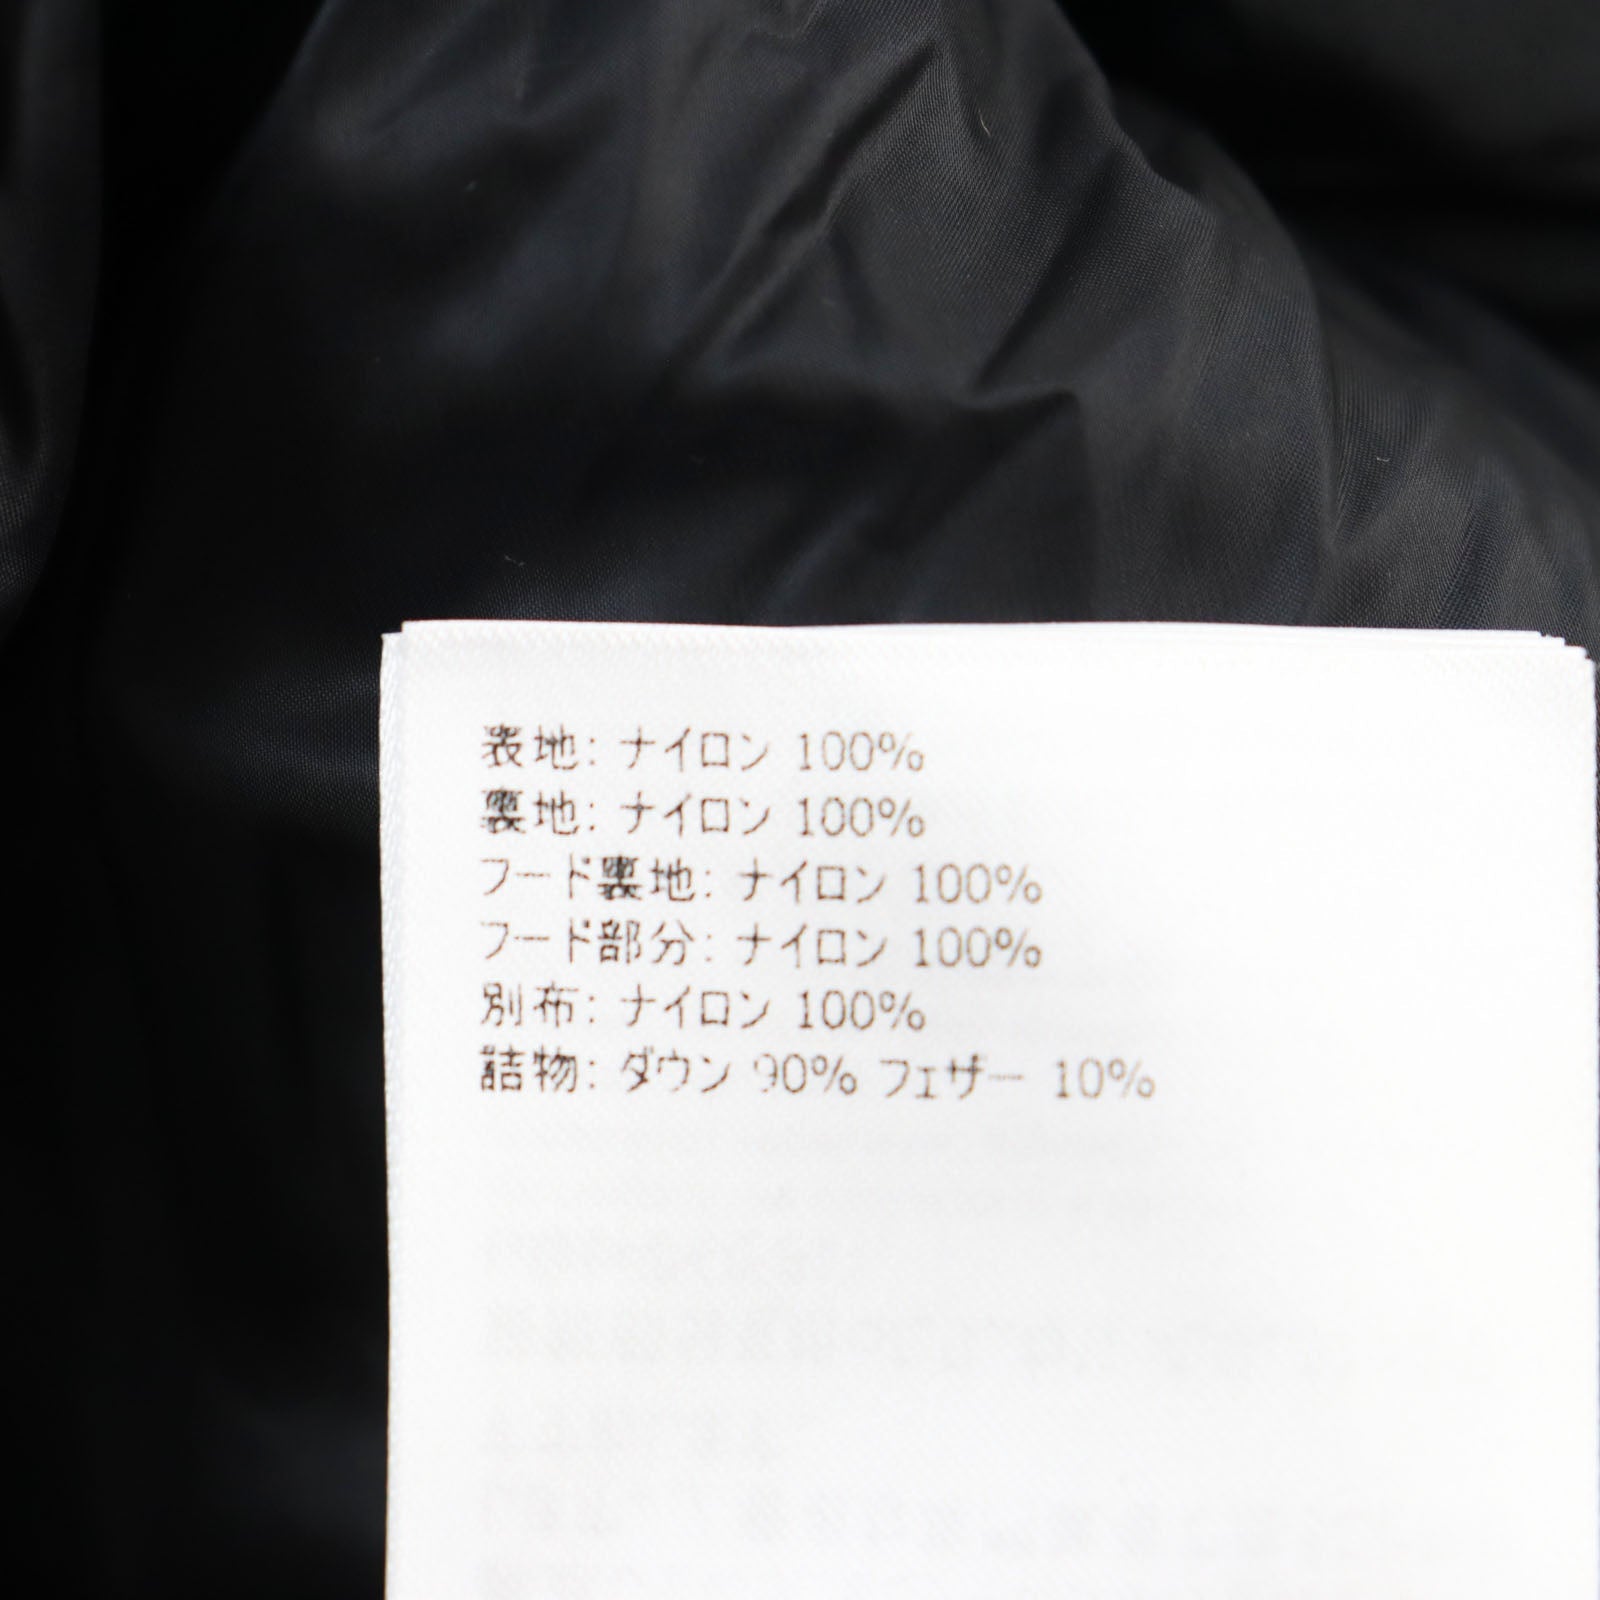 表地: ナイロン 100%
裏地: ナイロン 100%
フード裏地: ナイロン 100%
フード部分: ナイロン 100%
別布: ナイロン 100%
詰物: ダウン 90% フェザー 10%